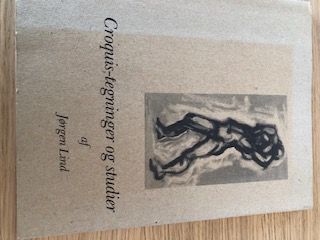 Croquis-tegninger og studier
af
Jørgen Lind